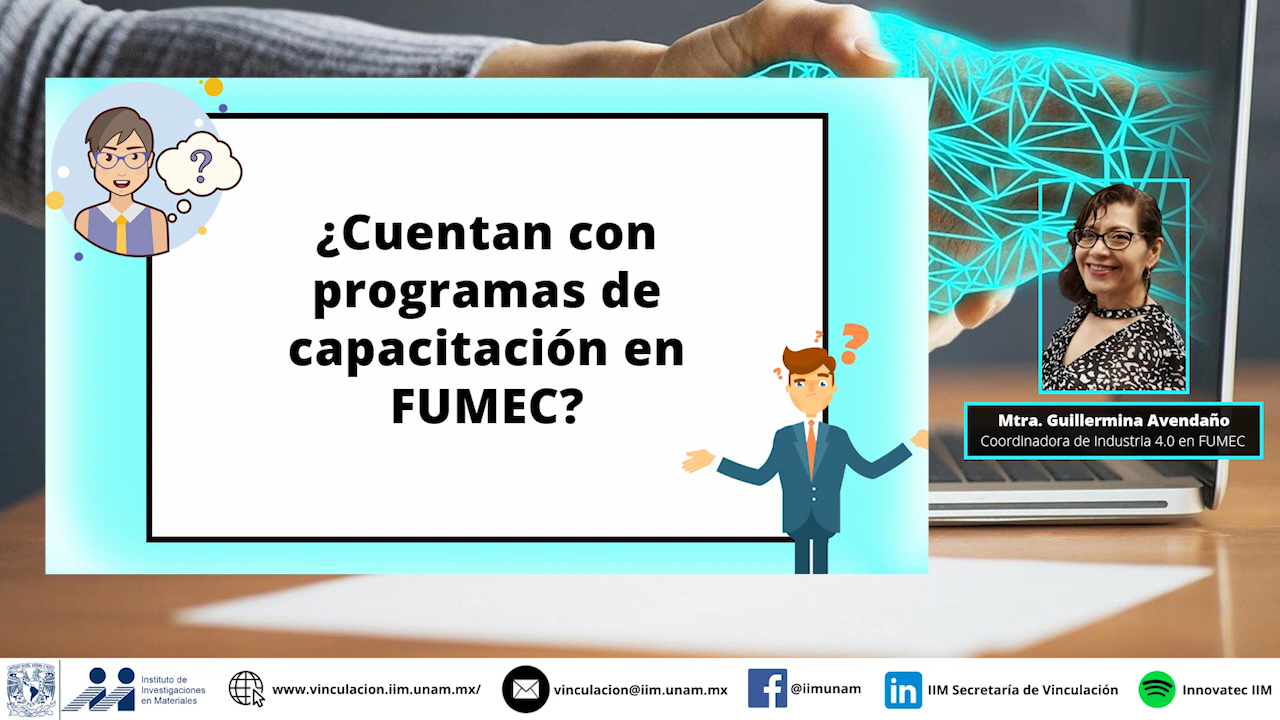 ¿Cuentan con
programas de
capacitación en
FUMEC?
Mtra. Guillermina Avendaño
Coordinadora de Industria 4.0 en FUMEC
Instituto de
Investigaciones
en Materiales
www.vinculacion.iim.unam.mx/
vinculacion@iim.unam.mx
@iimunam
IIM Secretaría de Vinculación
Innovatec IIM